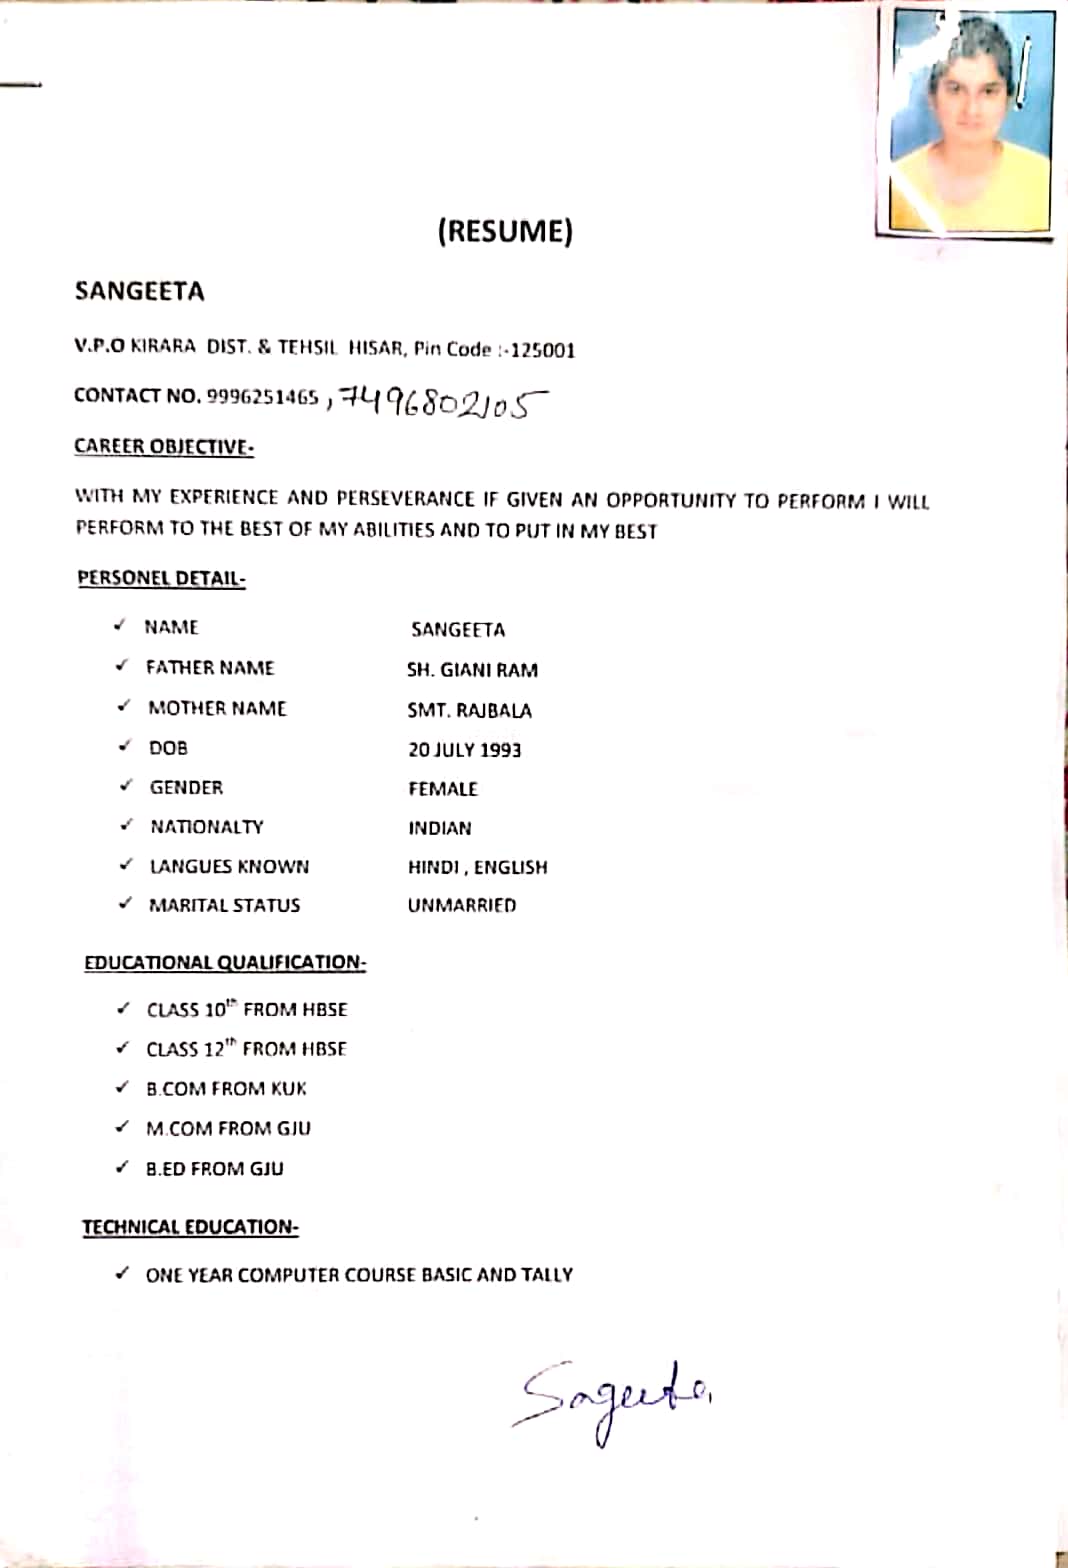 (RESUME)
SANGEETA
V.P.O KIRARA DIST. & TEHSIL HISAR, Pin Code :-125001
CONTACT NO. 9996251465 , 7496802105
CAREER OBJECTIVE-
WITH MY EXPERIENCE AND PERSEVERANCE IF GIVEN AN OPPORTUNITY TO PERFORM I WILL
PERFORM TO THE BEST OF MY ABILITIES AND TO PUT IN MY BEST
PERSONEL DETAIL-
✓ NAME SANGEETA
✓ FATHER NAME SH. GIANI RAM
✓ MOTHER NAME SMT. RAJBALA
✓ DOB 20 JULY 1993
✓ GENDER FEMALE
✓ NATIONALTY INDIAN
✓ LANGUES KNOWN HINDI , ENGLISH
✓ MARITAL STATUS UNMARRIED
EDUCATIONAL QUALIFICATION-
✓ CLASS 10th FROM HBSE
✓ CLASS 12th FROM HBSE
✓ B.COM FROM KUK
✓ M.COM FROM GJU
✓ B.ED FROM GJU
TECHNICAL EDUCATION-
✓ ONE YEAR COMPUTER COURSE BASIC AND TALLY
Sageeta